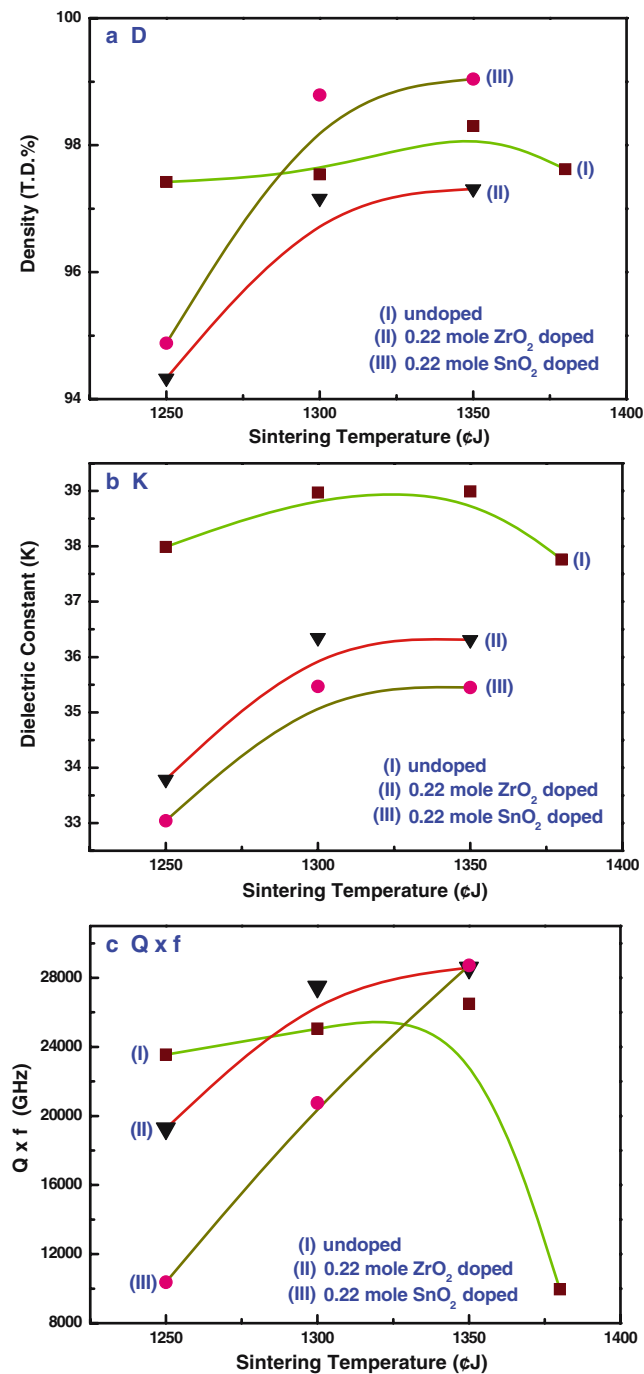 a D
100
98
96
94
Density (T.D.%)
(III)
(I)
(II)
(I) undoped
(II) 0.22 mole ZrO₂ doped
(III) 0.22 mole SnO₂ doped
1250
1300
1350
1400
Sintering Temperature (¢J)
b K
39
38
37
36
35
34
33
Dielectric Constant (K)
(I)
(II)
(III)
(I) undoped
(II) 0.22 mole ZrO₂ doped
(III) 0.22 mole SnO₂ doped
1250
1300
1350
1400
Sintering Temperature (¢J)
c Q x f
28000
24000
20000
16000
10000
8000
Q x f (GHz)
(I)
(II)
(III)
(I) undoped
(II) 0.22 mole ZrO₂ doped
(III) 0.22 mole SnO₂ doped
1250
1300
1350
1400
Sintering Temperature (¢J)